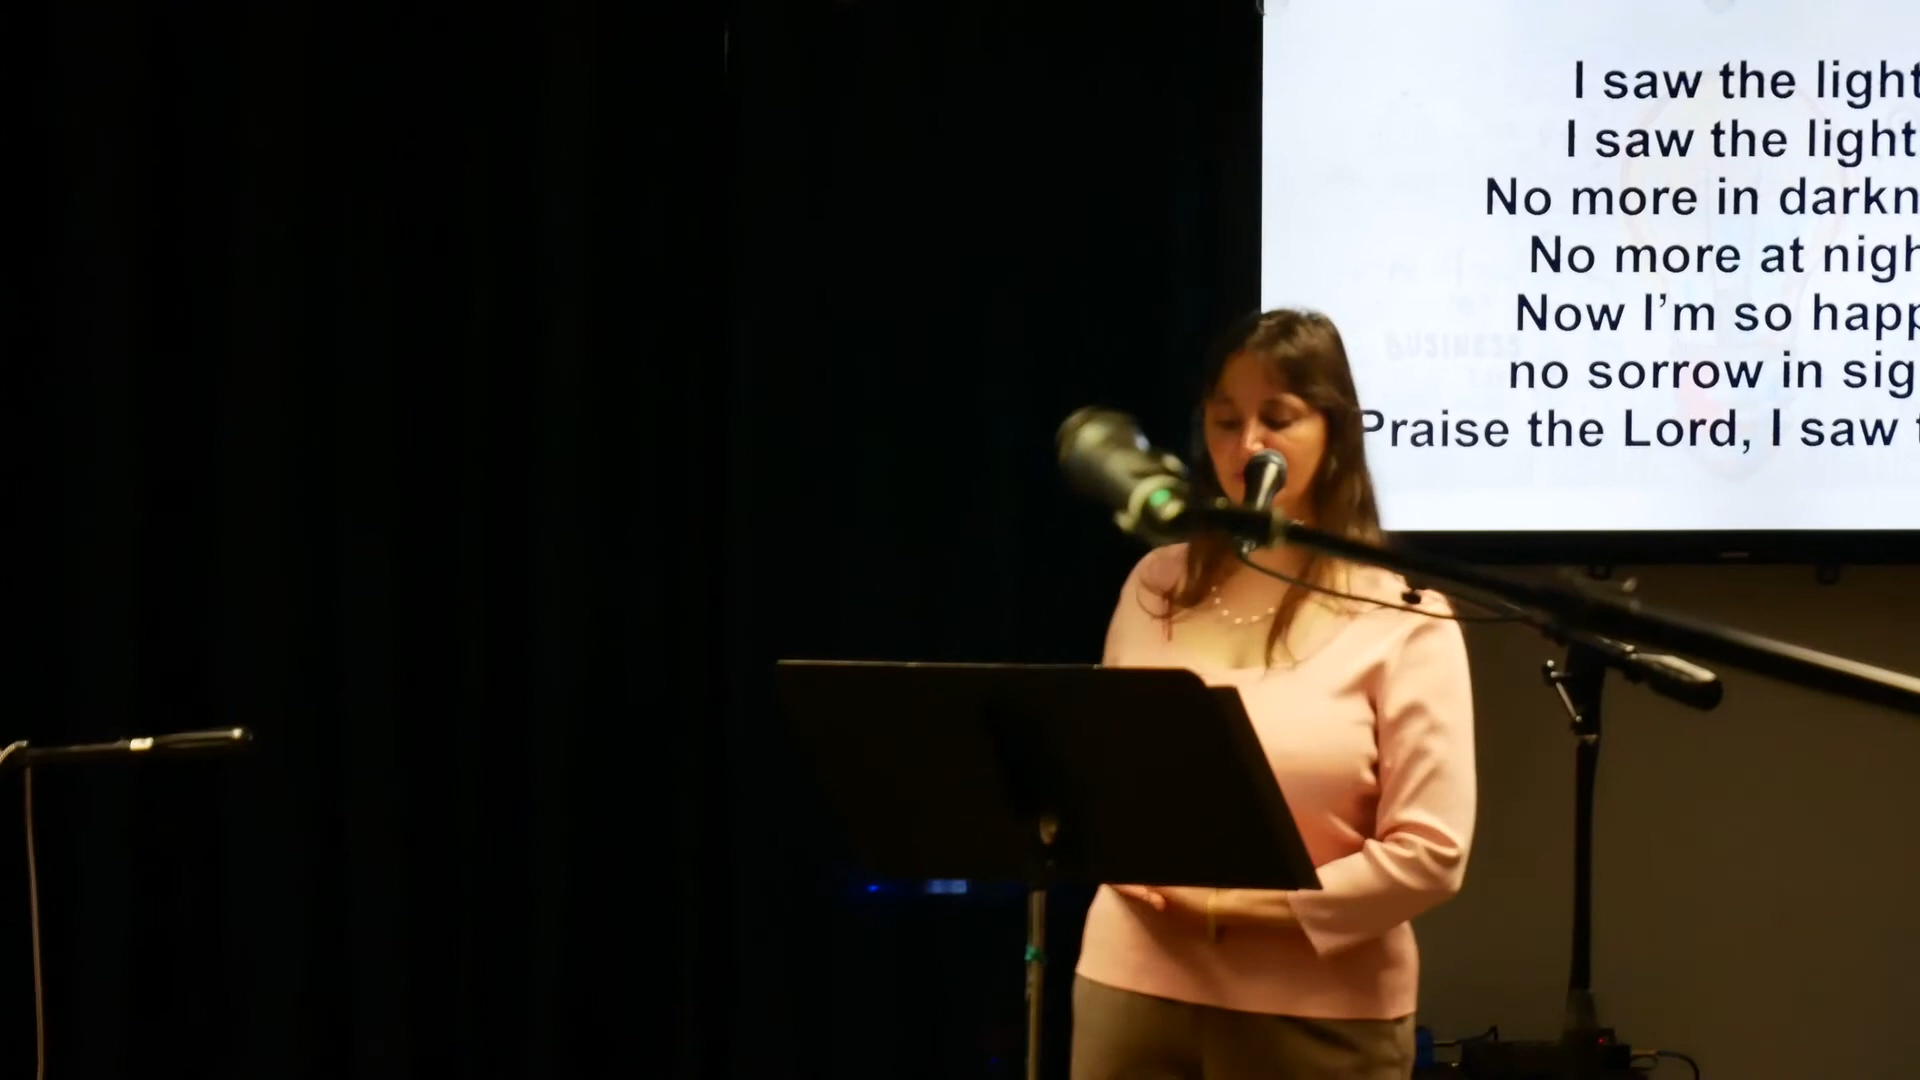 I saw the light
I saw the light
No more in darkn
No more at nigh
Now I’m so happ
no sorrow in sig
Praise the Lord, I saw t